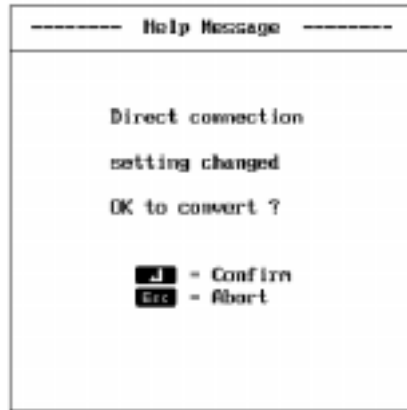 -------- Help Message --------
Direct connection
setting changed
OK to convert ?
↵ = Confirm
Esc = Abort